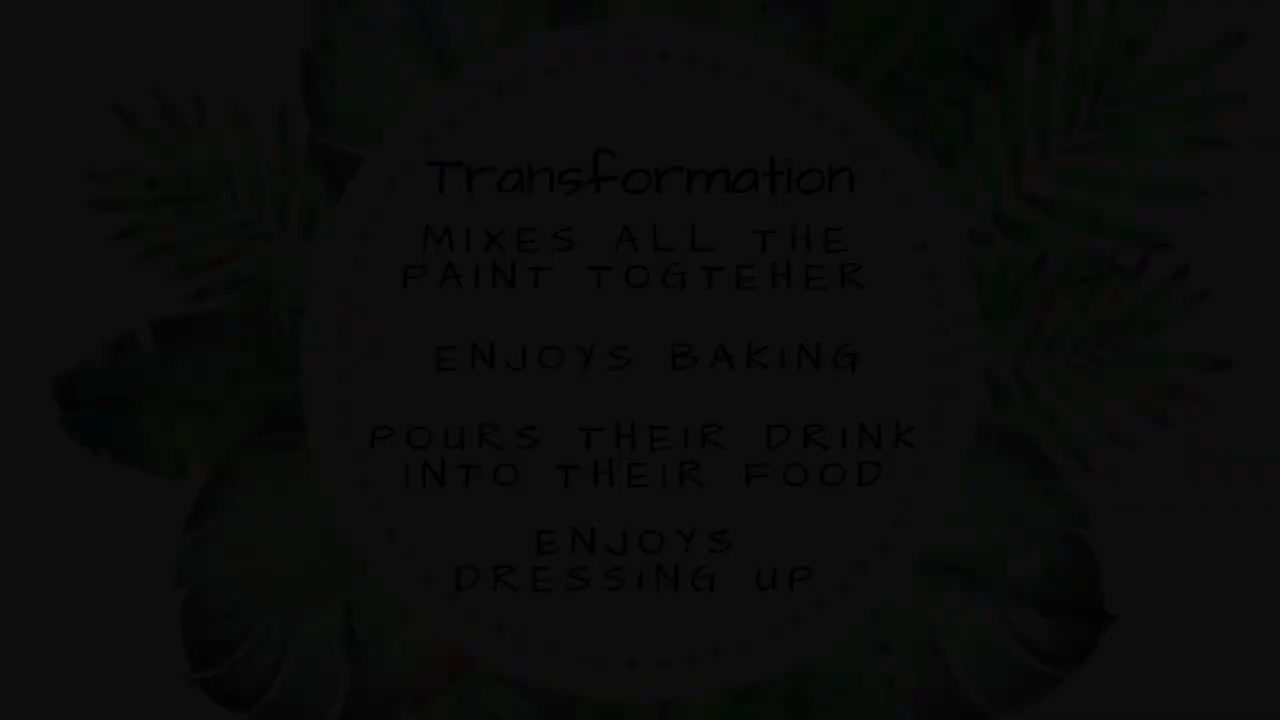 Transformation
MIXES ALL THE
PAINT TOGTEHER
ENJOYS BAKING
POURS THEIR DRINK
INTO THEIR FOOD
ENJOYS
DRESSING UP